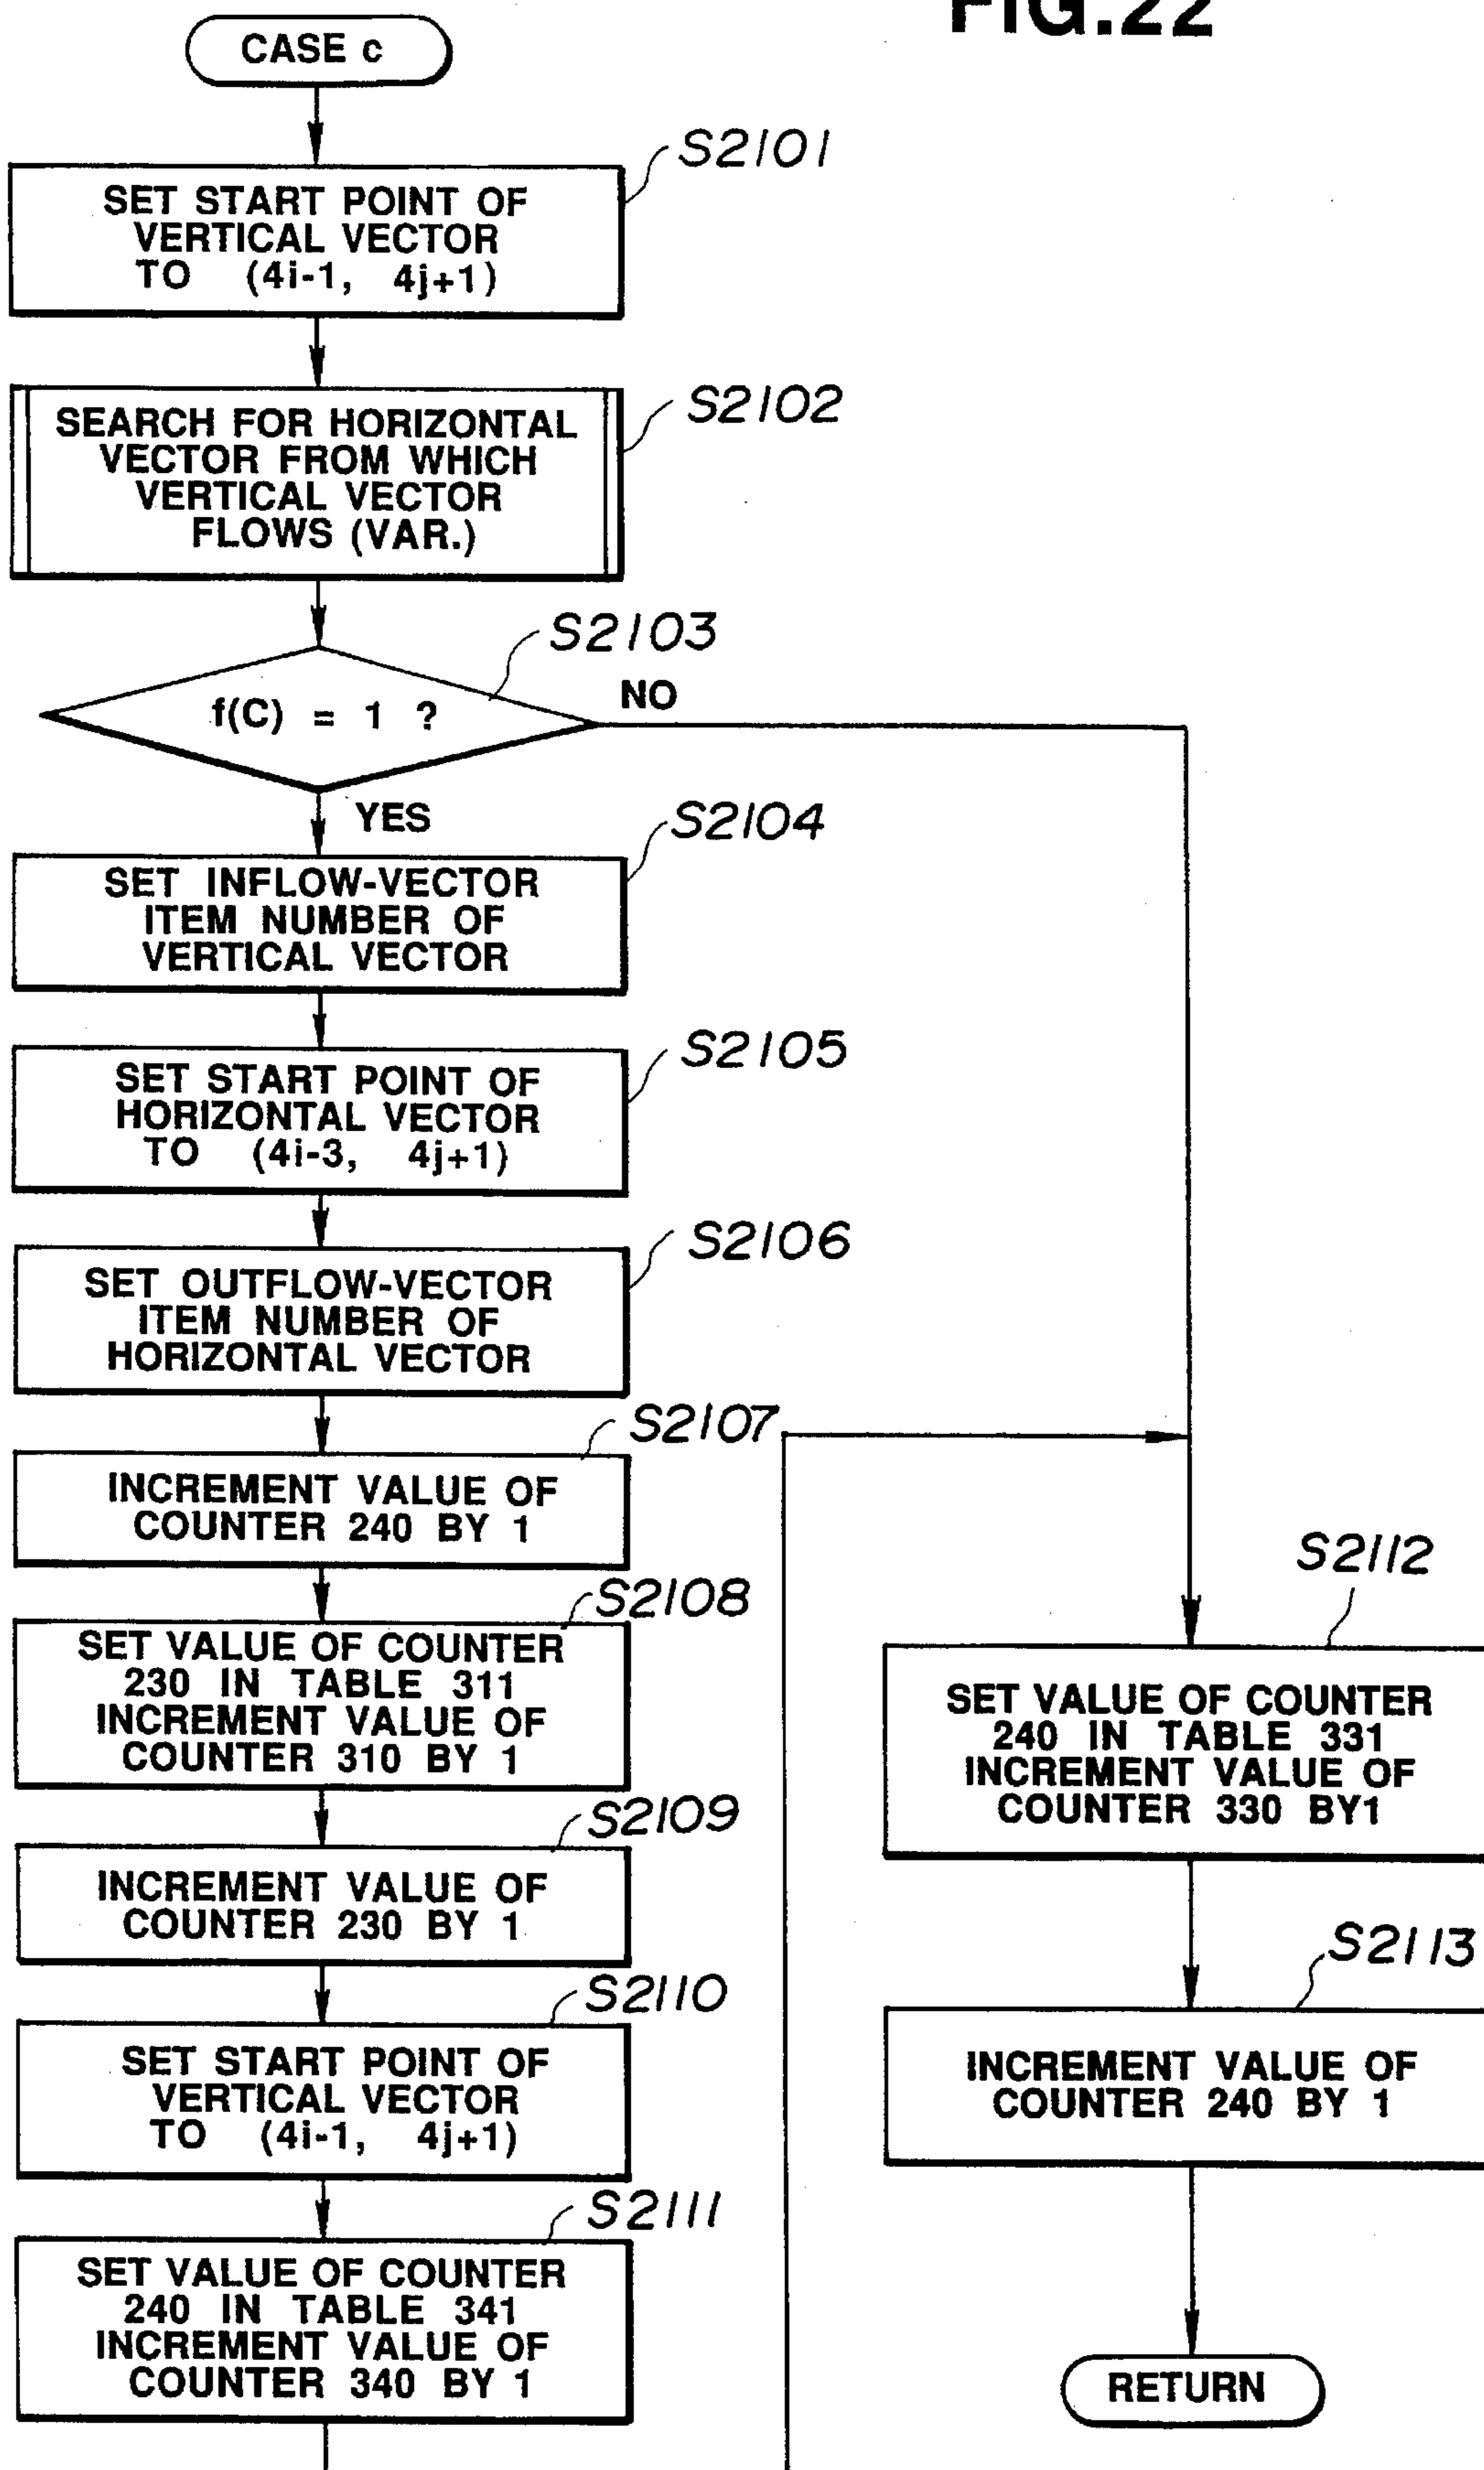 FIG.22
CASE c
S2101
SET START POINT OF
VERTICAL VECTOR
TO (4i-1, 4j+1)
S2102
SEARCH FOR HORIZONTAL
VECTOR FROM WHICH
VERTICAL VECTOR
FLOWS (VAR.)
S2103
f(C) = 1 ?
NO
YES
S2104
SET INFLOW-VECTOR
ITEM NUMBER OF
VERTICAL VECTOR
S2105
SET START POINT OF
HORIZONTAL VECTOR
TO (4i-3, 4j+1)
S2106
SET OUTFLOW-VECTOR
ITEM NUMBER OF
HORIZONTAL VECTOR
S2107
INCREMENT VALUE OF
COUNTER 240 BY 1
S2108
SET VALUE OF COUNTER
230 IN TABLE 311
INCREMENT VALUE OF
COUNTER 310 BY 1
S2109
INCREMENT VALUE OF
COUNTER 230 BY 1
S2110
SET START POINT OF
VERTICAL VECTOR
TO (4i-1, 4j+1)
S2111
SET VALUE OF COUNTER
240 IN TABLE 341
INCREMENT VALUE OF
COUNTER 340 BY 1
S2112
SET VALUE OF COUNTER
240 IN TABLE 331
INCREMENT VALUE OF
COUNTER 330 BY1
S2113
INCREMENT VALUE OF
COUNTER 240 BY 1
RETURN